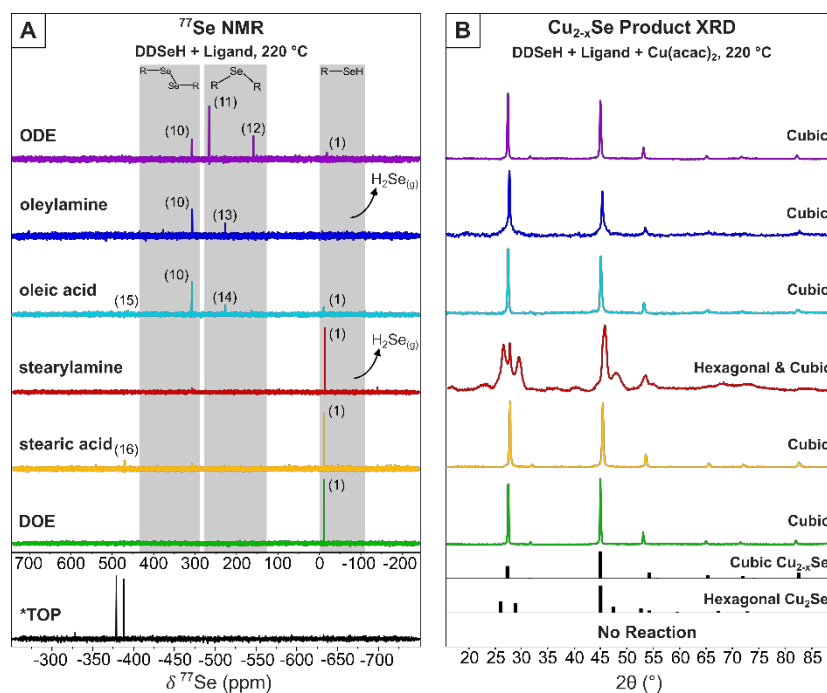 A
⁷⁷Se NMR
DDSeH + Ligand, 220 °C
R Se Se R
Se R R
R SeH
(11)
(10)
(12)
(1)
ODE
H₂Se(g)
oleylamine
(10)
(13)
oleic acid
(10)
(15)
(14)
(1)
stearylamine
(1)
H₂Se(g)
stearic acid
(16)
(1)
DOE
(1)
700 600 500 400 300 200 100 0 -100 -200
*TOP
-300 -350 -400 -450 -500 -550 -600 -650 -700
δ ⁷⁷Se (ppm)
B
Cu₂₋ₓSe Product XRD
DDSeH + Ligand + Cu(acac)₂, 220 °C
Cubic
Cubic
Cubic
Hexagonal & Cubic
Cubic
Cubic
Cubic Cu₂₋ₓSe
Hexagonal Cu₂Se
No Reaction
20 25 30 35 40 45 50 55 60 65 70 75 80 85
2θ (°)